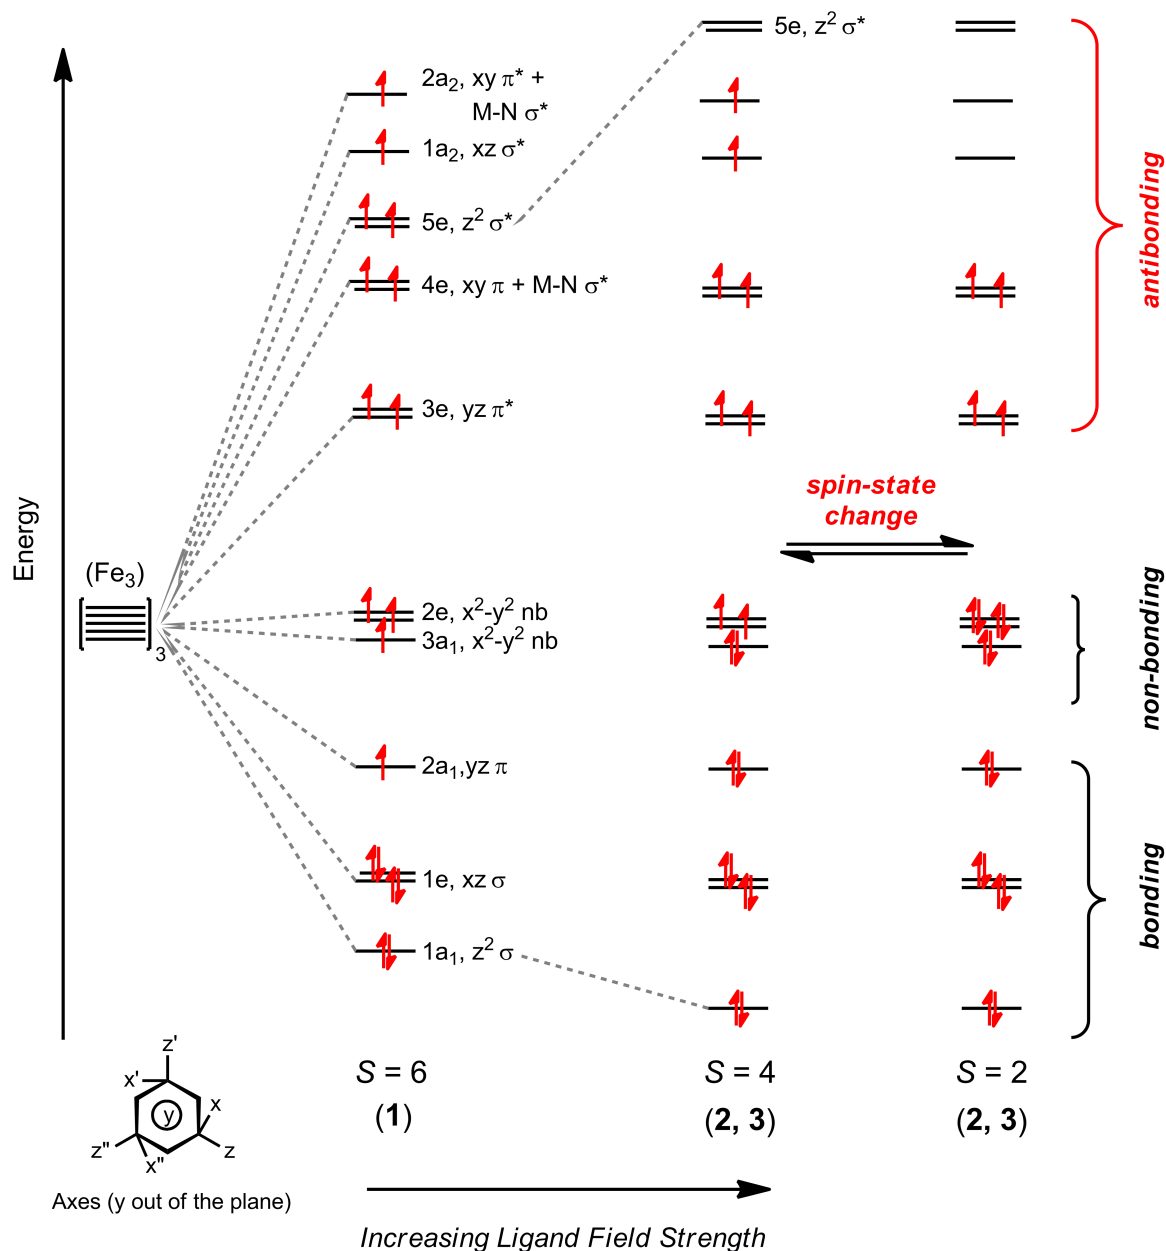 5e, z² σ*
2a₂, xy π* +
M-N σ*
1a₂, xz σ*
5e, z² σ*
4e, xy π + M-N σ*
antibonding
3e, yz π*
Energy
spin-state
change
(Fe₃)
3
2e, x²-y² nb
3a₁, x²-y² nb
non-bonding
2a₁,yz π
1e, xz σ
bonding
1a₁, z² σ
z'
x'
y
x
z"
x"
z
Axes (y out of the plane)
S = 6
S = 4
S = 2
(1)
(2, 3)
(2, 3)
Increasing Ligand Field Strength